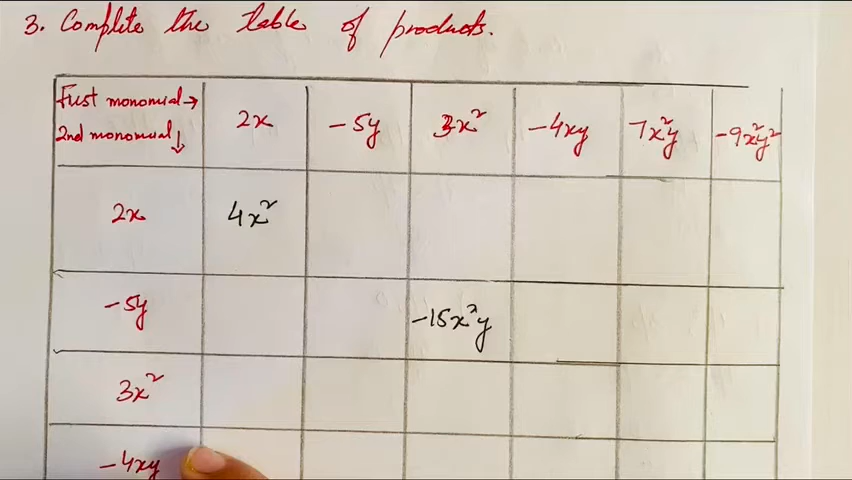 3. Complete the table of products.
First monomial → 2x -5y 3x² -4xy 7x²y -9x²y²
2nd monomial ↓
2x 4x²
-5y -15x²y
3x²
-4xy